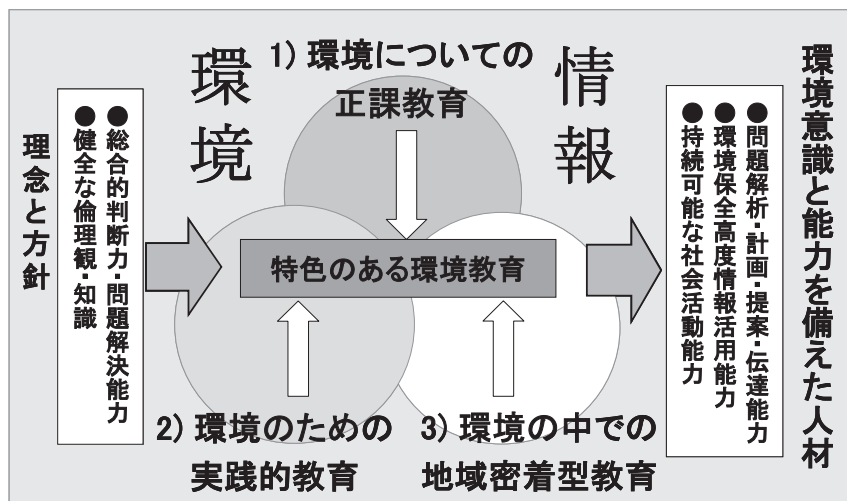 理念と方針
●総合的判断力・問題解決能力
●健全な倫理観・知識
環境
情報
1) 環境についての
正課教育
特色のある環境教育
2) 環境のための
実践的教育
3) 環境の中での
地域密着型教育
●問題解析・計画・提案・伝達能力
●環境保全高度情報活用能力
●持続可能な社会活動能力
環境意識と能力を備えた人材